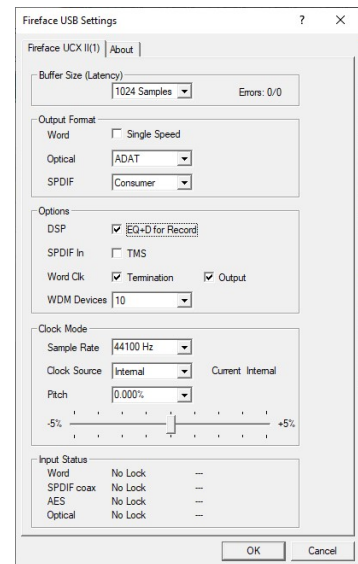 Fireface USB Settings ? X
Fireface UCX II(1) About
Buffer Size (Latency)
1024 Samples Errors: 0/0
Output Format
Word Single Speed
Optical ADAT
SPDIF Consumer
Options
DSP EQ+D for Record
SPDIF In TMS
Word Clk Termination Output
WDM Devices 10
Clock Mode
Sample Rate 44100 Hz
Clock Source Internal Current Internal
Pitch 0.000%
-5% +5%
Input Status
Word No Lock ---
SPDIF coax No Lock ---
AES No Lock ---
Optical No Lock ---
OK Cancel